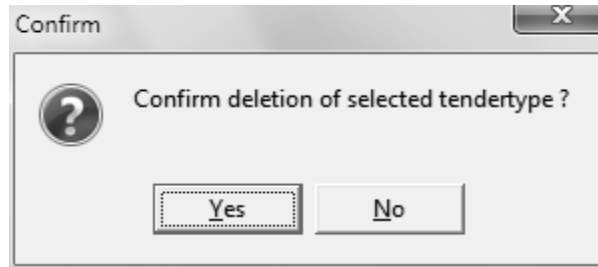 Confirm
Confirm deletion of selected tendertype ?
Yes
No